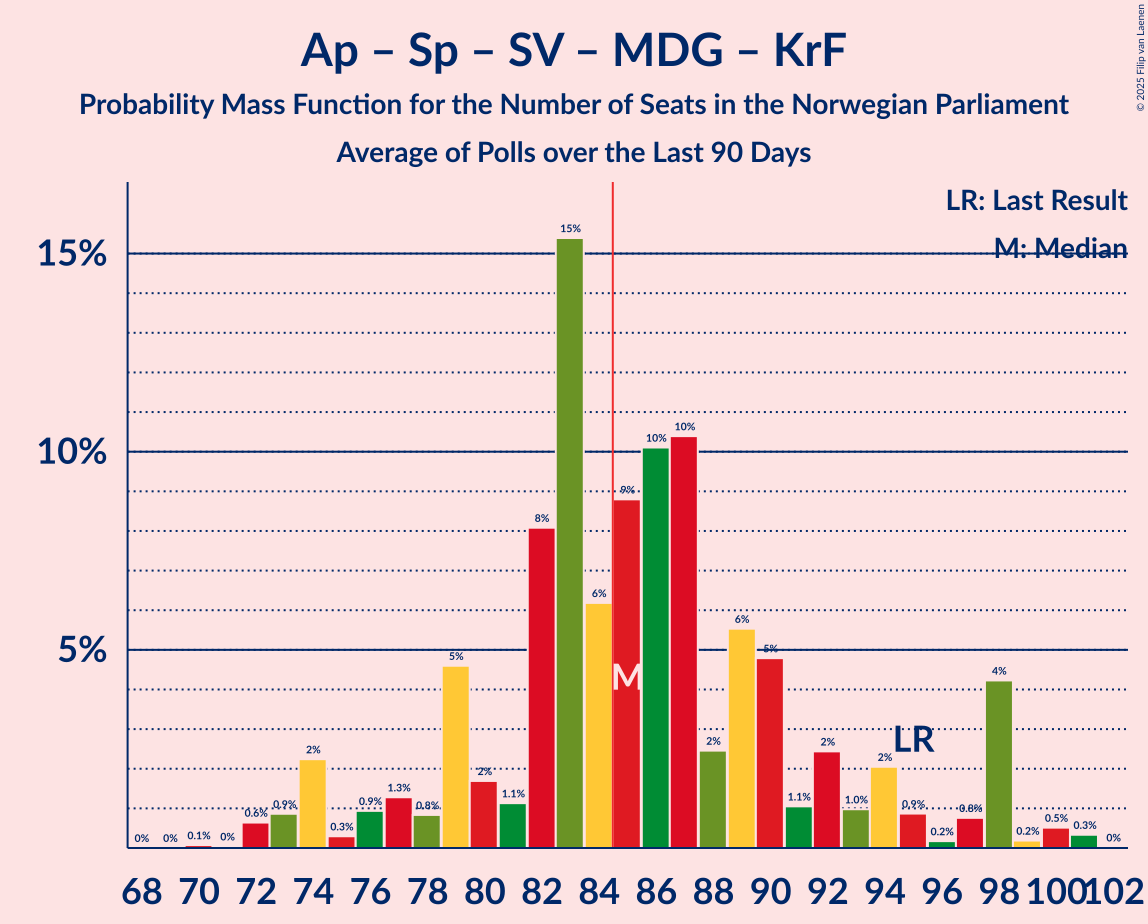 Ap – Sp – SV – MDG – KrF
Probability Mass Function for the Number of Seats in the Norwegian Parliament
Average of Polls over the Last 90 Days
© 2025 Filip van Laenen
LR: Last Result
M: Median
15%
10%
5%
0% 0% 0.1% 0% 0.6% 0.9% 2% 0.3% 0.9% 1.3% 0.8% 5% 2% 1.1% 8% 15% 6% 9% 10% 10% 2% 6% 5% 1.1% 2% 1.0% 2% 0.9% 0.2% 0.8% 4% 0.2% 0.5% 0.3% 0%
M
LR
68 70 72 74 76 78 80 82 84 86 88 90 92 94 96 98 100 102